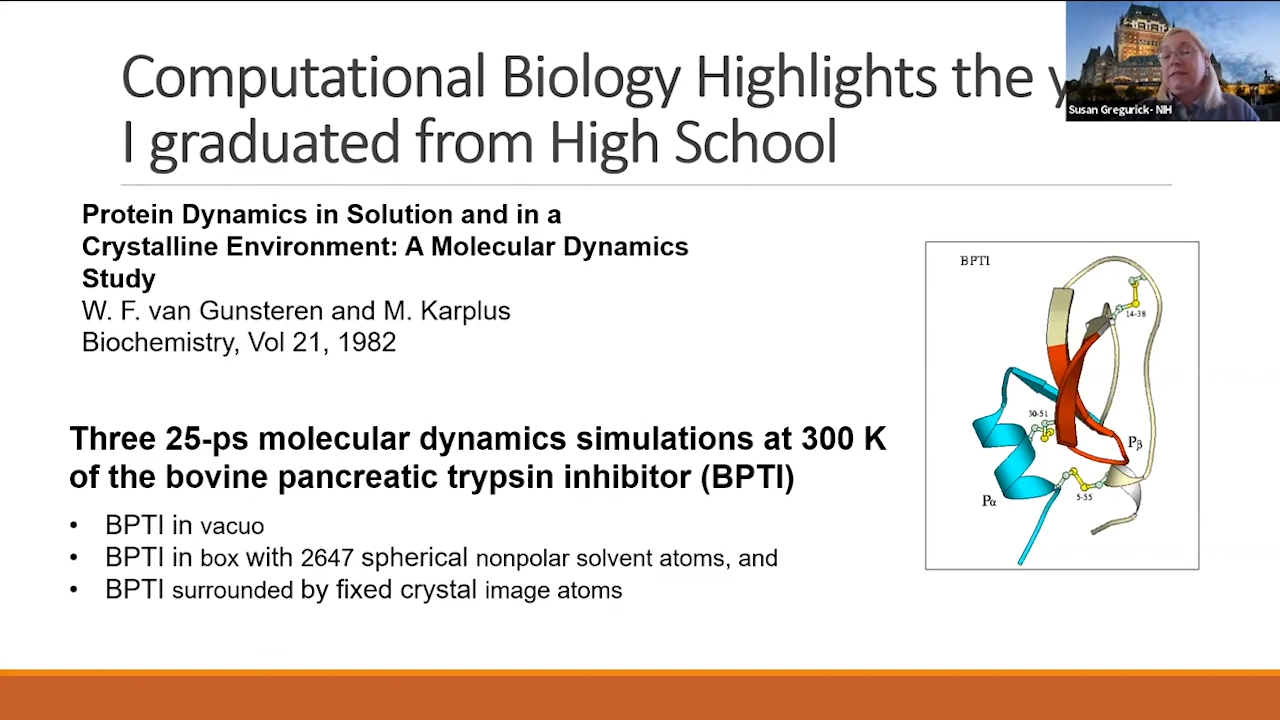 Computational Biology Highlights the
I graduated from High School
Susan Gregurick- NIH
Protein Dynamics in Solution and in a
Crystalline Environment: A Molecular Dynamics
Study
W. F. van Gunsteren and M. Karplus
Biochemistry, Vol 21, 1982
Three 25-ps molecular dynamics simulations at 300 K
of the bovine pancreatic trypsin inhibitor (BPTI)
• BPTI in vacuo
• BPTI in box with 2647 spherical nonpolar solvent atoms, and
• BPTI surrounded by fixed crystal image atoms
BPTI
14-38
30-51
Pβ
Pα
5-55